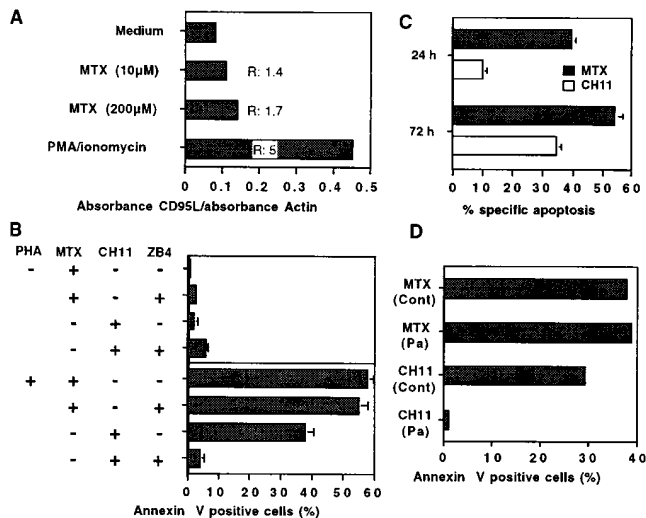 A
Medium
MTX (10µM) R: 1.4
MTX (200µM) R: 1.7
PMA/ionomycin R: 5
0 0.1 0.2 0.3 0.4 0.5
Absorbance CD95L/absorbance Actin
B
PHA MTX CH11 ZB4
- + - -
+ - +
- + -
- + +
+ + - -
+ - +
- + -
- + +
0 10 20 30 40 50 60
Annexin V positive cells (%)
C
24 h
72 h
MTX
CH11
0 10 20 30 40 50 60
% specific apoptosis
D
MTX
(Cont)
MTX
(Pa)
CH11
(Cont)
CH11
(Pa)
0 10 20 30 40
Annexin V positive cells (%)